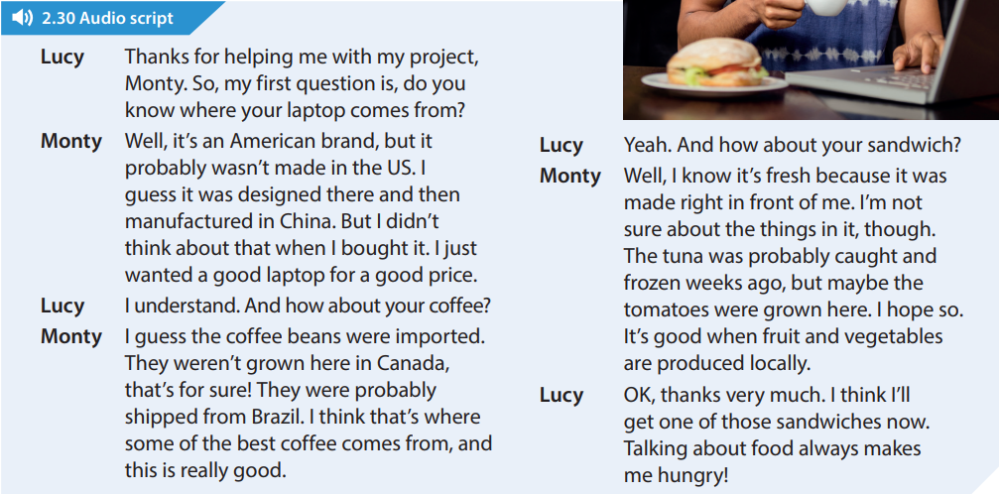 2.30 Audio script
Lucy Thanks for helping me with my project,
Monty. So, my first question is, do you
know where your laptop comes from?
Monty Well, it’s an American brand, but it
probably wasn’t made in the US. I
guess it was designed there and then
manufactured in China. But I didn’t
think about that when I bought it. I just
wanted a good laptop for a good price.
Lucy I understand. And how about your coffee?
Monty I guess the coffee beans were imported.
They weren’t grown here in Canada,
that’s for sure! They were probably
shipped from Brazil. I think that’s where
some of the best coffee comes from, and
this is really good.
Lucy Yeah. And how about your sandwich?
Monty Well, I know it’s fresh because it was
made right in front of me. I’m not
sure about the things in it, though.
The tuna was probably caught and
frozen weeks ago, but maybe the
tomatoes were grown here. I hope so.
It’s good when fruit and vegetables
are produced locally.
Lucy OK, thanks very much. I think I’ll
get one of those sandwiches now.
Talking about food always makes
me hungry!